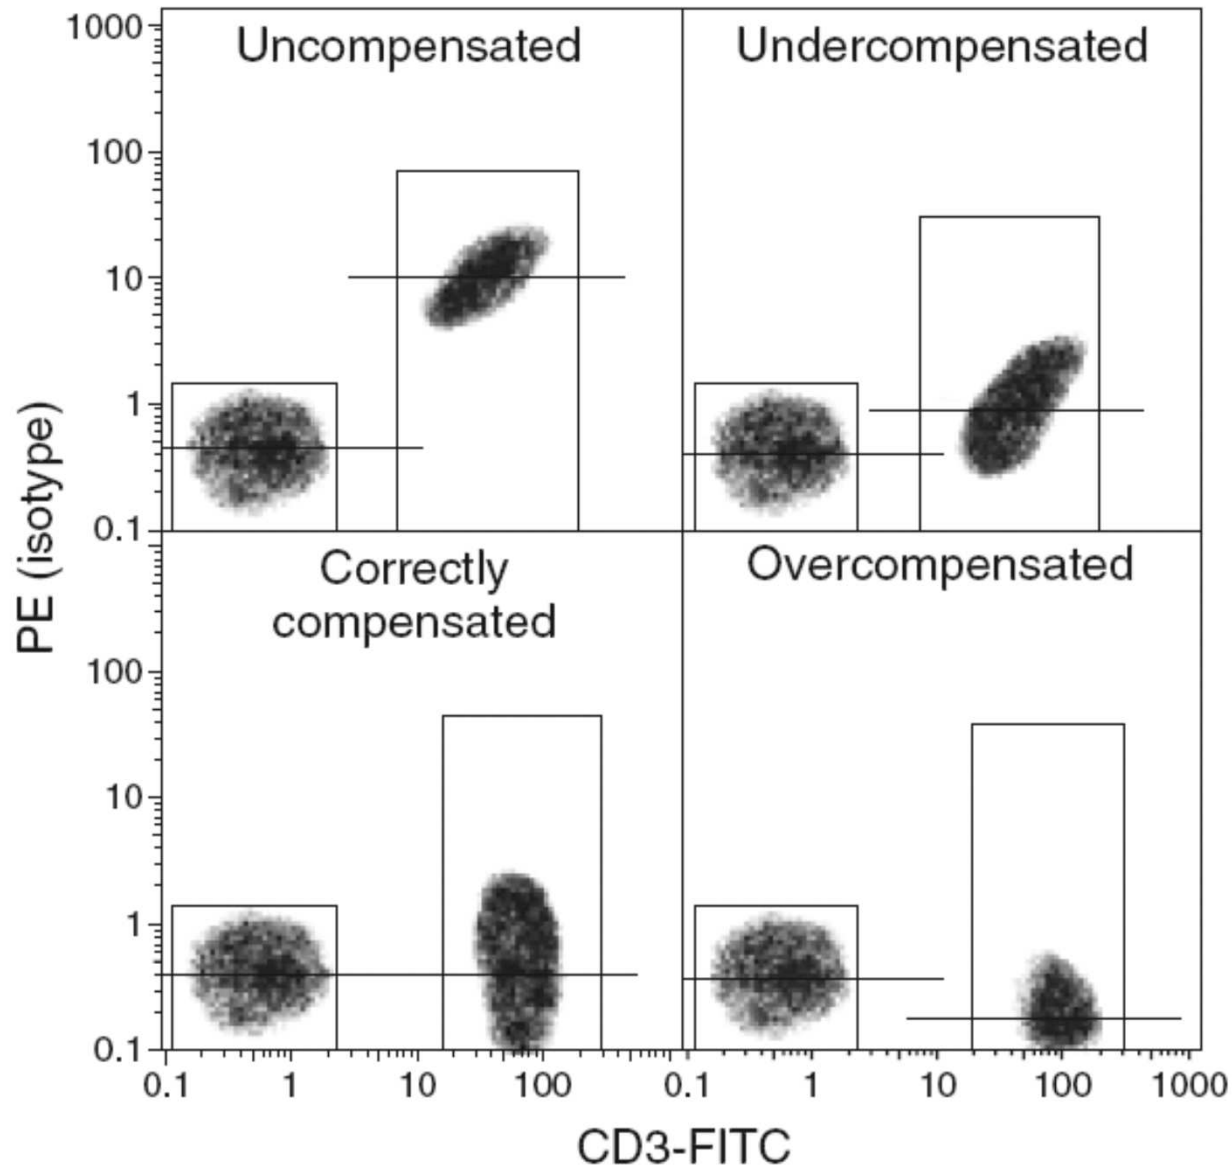 1000
Uncompensated
Undercompensated
100
10
1
0.1
PE (isotype)
Correctly
compensated
Overcompensated
100
10
1
0.1
0.1 1 10 100 0.1 1 10 100 1000
CD3-FITC